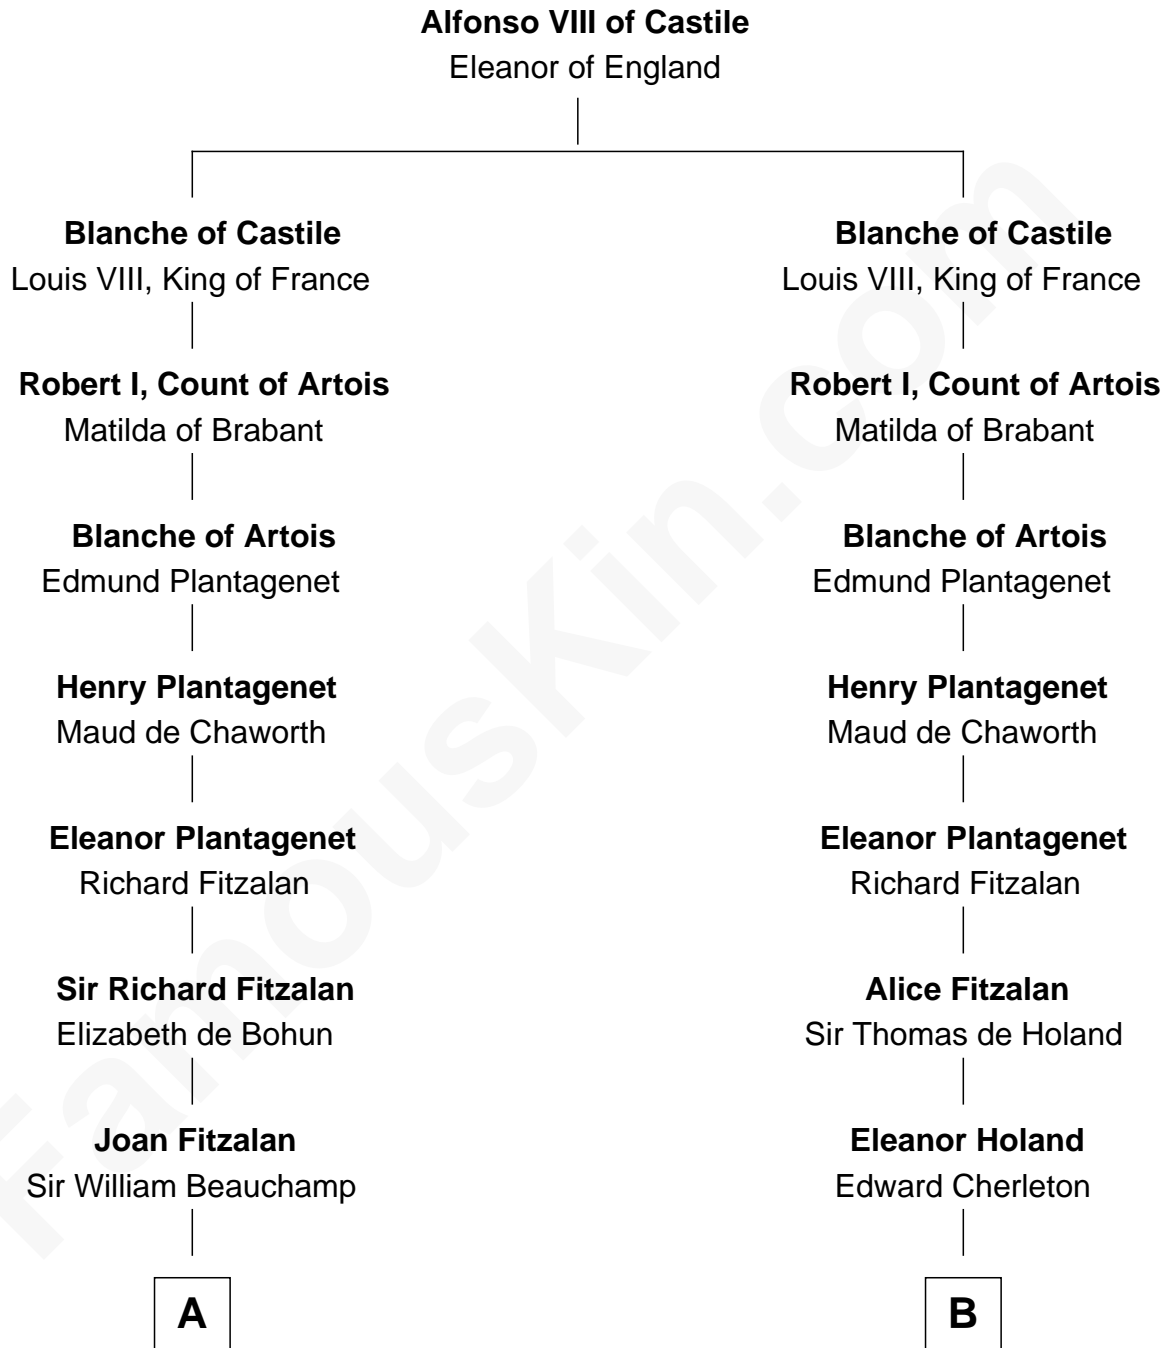 Alfonso VIII of Castile
Eleanor of England
Blanche of Castile
Louis VIII, King of France
Robert I, Count of Artois
Matilda of Brabant
Blanche of Artois
Edmund Plantagenet
Henry Plantagenet
Maud de Chaworth
Eleanor Plantagenet
Richard Fitzalan
Sir Richard Fitzalan
Elizabeth de Bohun
Joan Fitzalan
Sir William Beauchamp
A
Blanche of Castile
Louis VIII, King of France
Robert I, Count of Artois
Matilda of Brabant
Blanche of Artois
Edmund Plantagenet
Henry Plantagenet
Maud de Chaworth
Eleanor Plantagenet
Richard Fitzalan
Alice Fitzalan
Sir Thomas de Holand
Eleanor Holand
Edward Cherleton
B
FamousKin.com